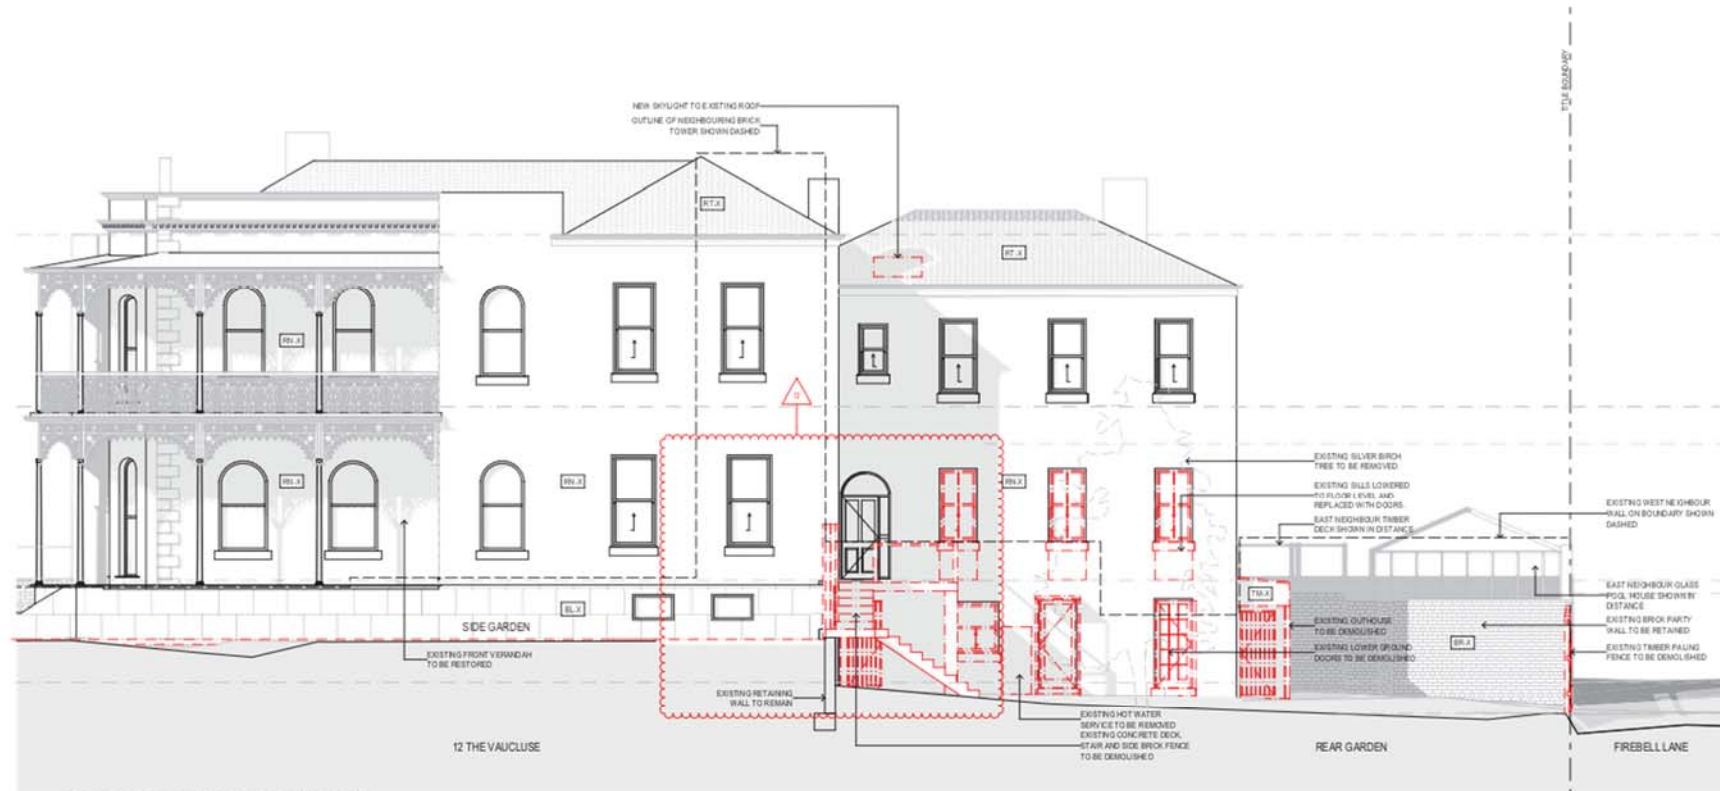 TITLE BOUNDARY
NEW SKYLIGHT TO EXISTING ROOF
OUTLINE OF NEIGHBOURING BRICK
TOWER SHOWN DASHED
RT.X
RT.X
RN.X
RN.X
RN.X
RN.X
EXISTING SILVER BIRCH
TREE TO BE REMOVED
EXISTING SILLS LOWERED
TO FLOOR LEVEL AND
REPLACED WITH DOORS
EAST NEIGHBOUR TIMBER
DECK SHOWN IN DISTANCE
EXISTING WEST NEIGHBOUR
WALL ON BOUNDARY SHOWN
DASHED
EAST NEIGHBOUR GLASS
POOL HOUSE SHOWN IN
DISTANCE
EXISTING BRICK PARTY
WALL TO BE RETAINED
EXISTING TIMBER PALING
FENCE TO BE DEMOLISHED
TM.X
BL.X
BR.X
SIDE GARDEN
EXISTING OUTHOUSE
TO BE DEMOLISHED
EXISTING LOWER GROUND
DOORS TO BE DEMOLISHED
EXISTING FRONT VERANDAH
TO BE RESTORED
EXISTING RETAINING
WALL TO REMAIN
EXISTING HOT WATER
SERVICE TO BE REMOVED
EXISTING CONCRETE DECK,
STAIR AND SIDE BRICK FENCE
TO BE DEMOLISHED
12 THE VAUCLUSE
REAR GARDEN
FIREBELL LANE